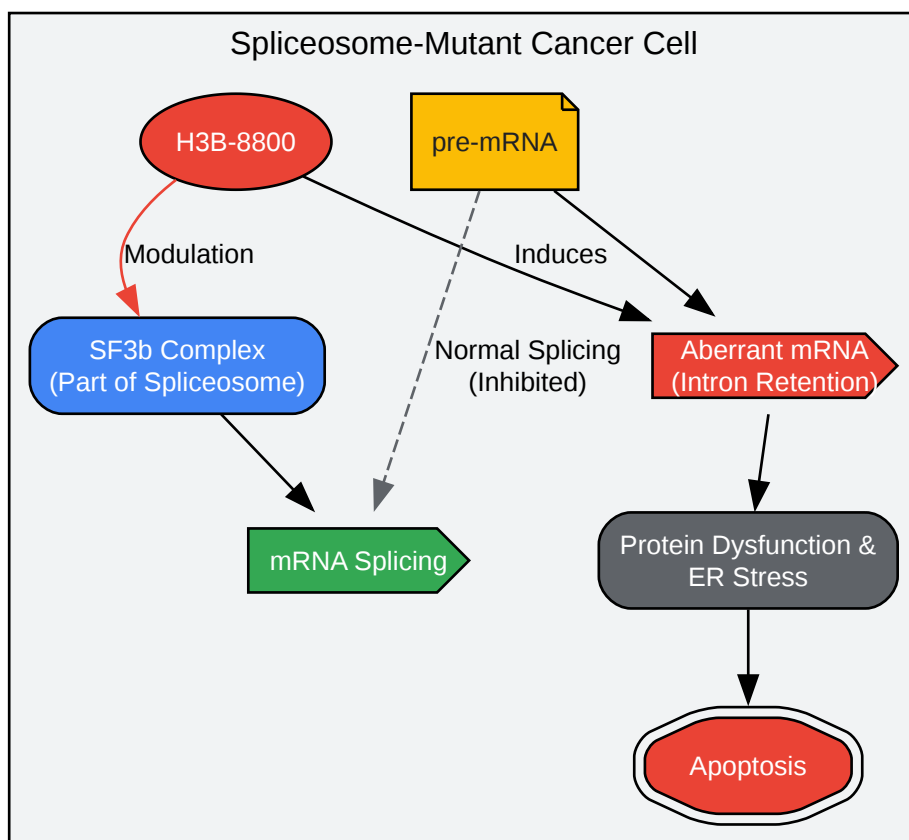 Spliceosome-Mutant Cancer Cell
H3B-8800
pre-mRNA
Modulation
Induces
SF3b Complex
(Part of Spliceosome)
Normal Splicing
(Inhibited)
Aberrant mRNA
(Intron Retention)
mRNA Splicing
Protein Dysfunction &
ER Stress
Apoptosis